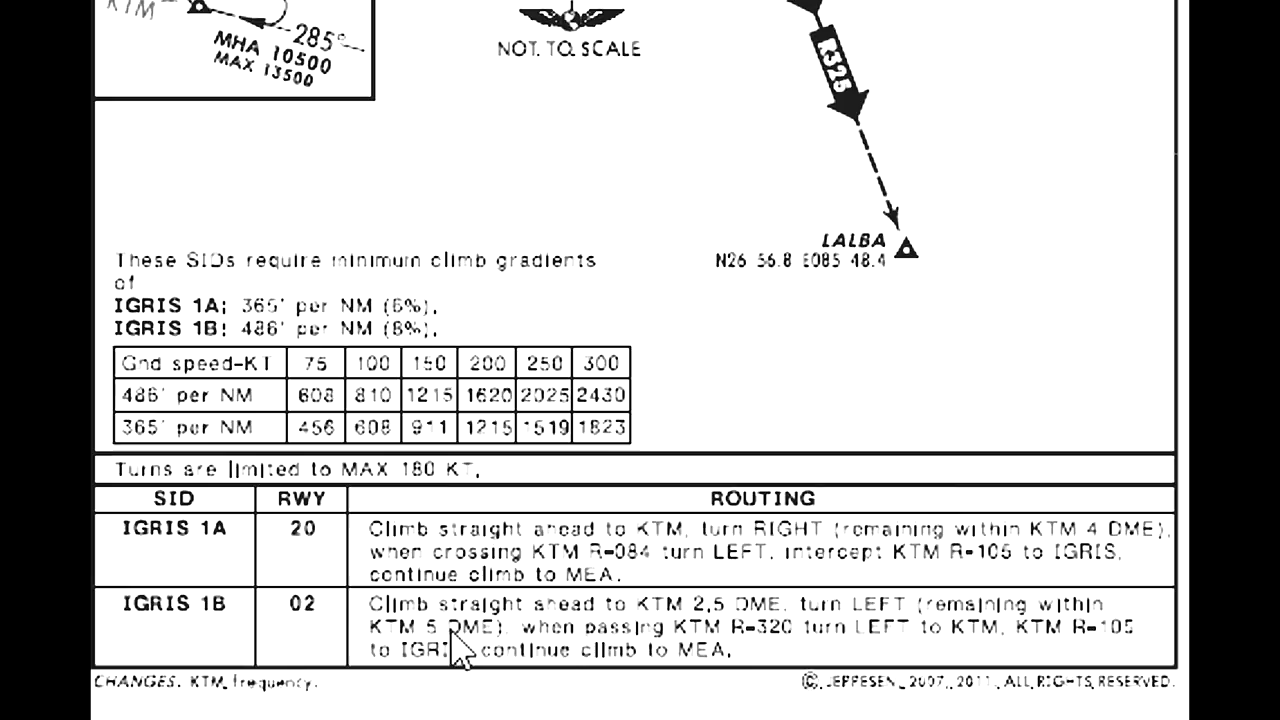 KTM
285°
MHA 10500
MAX 13500
NOT TO SCALE
R325
LALBA
N26 56.8 E085 48.4
These SIDs require minimum climb gradients
of
IGRIS 1A: 365' per NM (6%).
IGRIS 1B: 486' per NM (8%).
Gnd speed-KT 75 100 150 200 250 300
486' per NM 608 810 1215 1620 2025 2430
365' per NM 456 608 911 1215 1519 1823
Turns are limited to MAX 180 KT.
SID RWY ROUTING
IGRIS 1A 20 Climb straight ahead to KTM, turn RIGHT (remaining within KTM 4 DME),
when crossing KTM R-084 turn LEFT, intercept KTM R-105 to IGRIS,
continue climb to MEA.
IGRIS 1B 02 Climb straight ahead to KTM 2.5 DME, turn LEFT (remaining within
KTM 5 DME), when passing KTM R-320 turn LEFT to KTM, KTM R-105
to IGRI continue climb to MEA.
CHANGES: KTM frequency.
© JEPPESEN, 2007, 2011. ALL RIGHTS RESERVED.